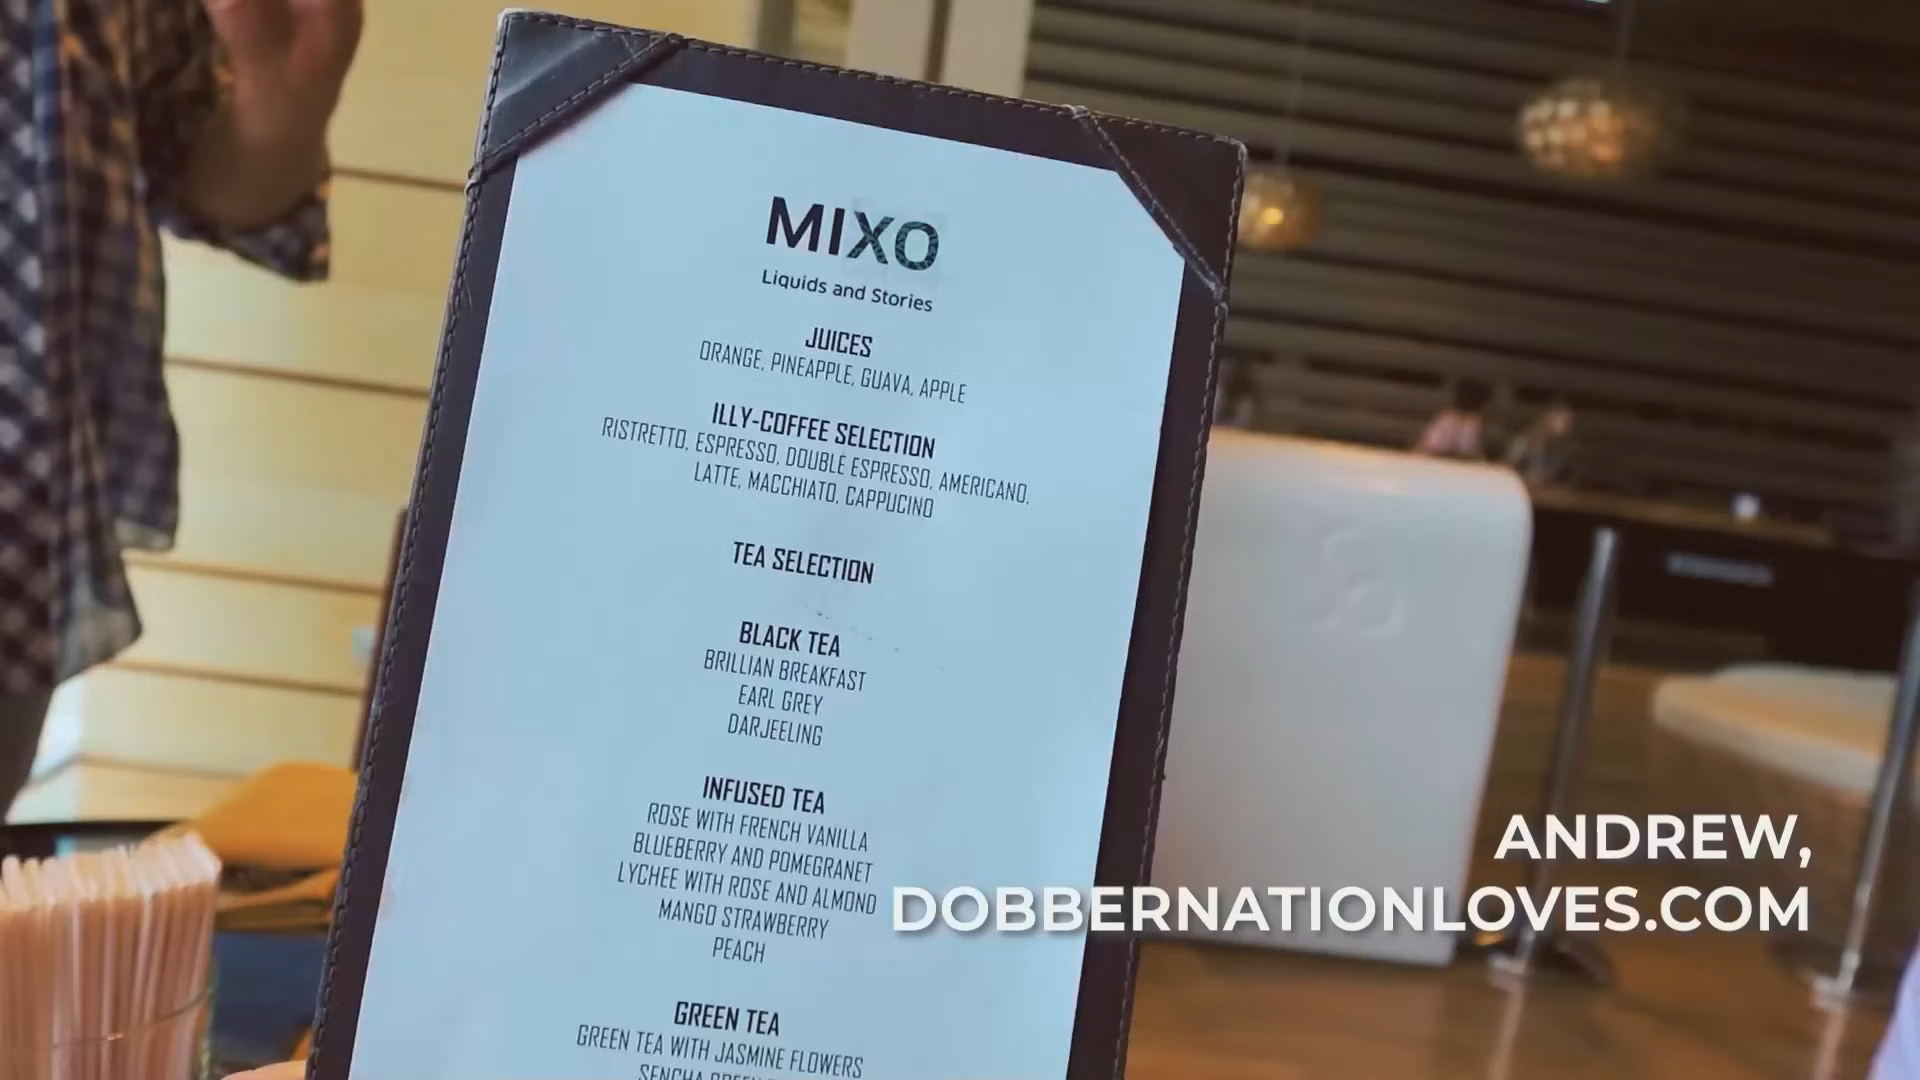 MIXO
Liquids and Stories
JUICES
ORANGE, PINEAPPLE, GUAVA, APPLE
ILLY-COFFEE SELECTION
RISTRETTO, ESPRESSO, DOUBLE ESPRESSO, AMERICANO,
LATTE, MACCHIATO, CAPPUCINO
TEA SELECTION
BLACK TEA
BRILLIAN BREAKFAST
EARL GREY
DARJEELING
INFUSED TEA
ROSE WITH FRENCH VANILLA
BLUEBERRY AND POMEGRANET
LYCHEE WITH ROSE AND ALMOND
MANGO STRAWBERRY
PEACH
GREEN TEA
GREEN TEA WITH JASMINE FLOWERS
SENCHA GREEN
ANDREW,
DOBBERNATIONLOVES.COM